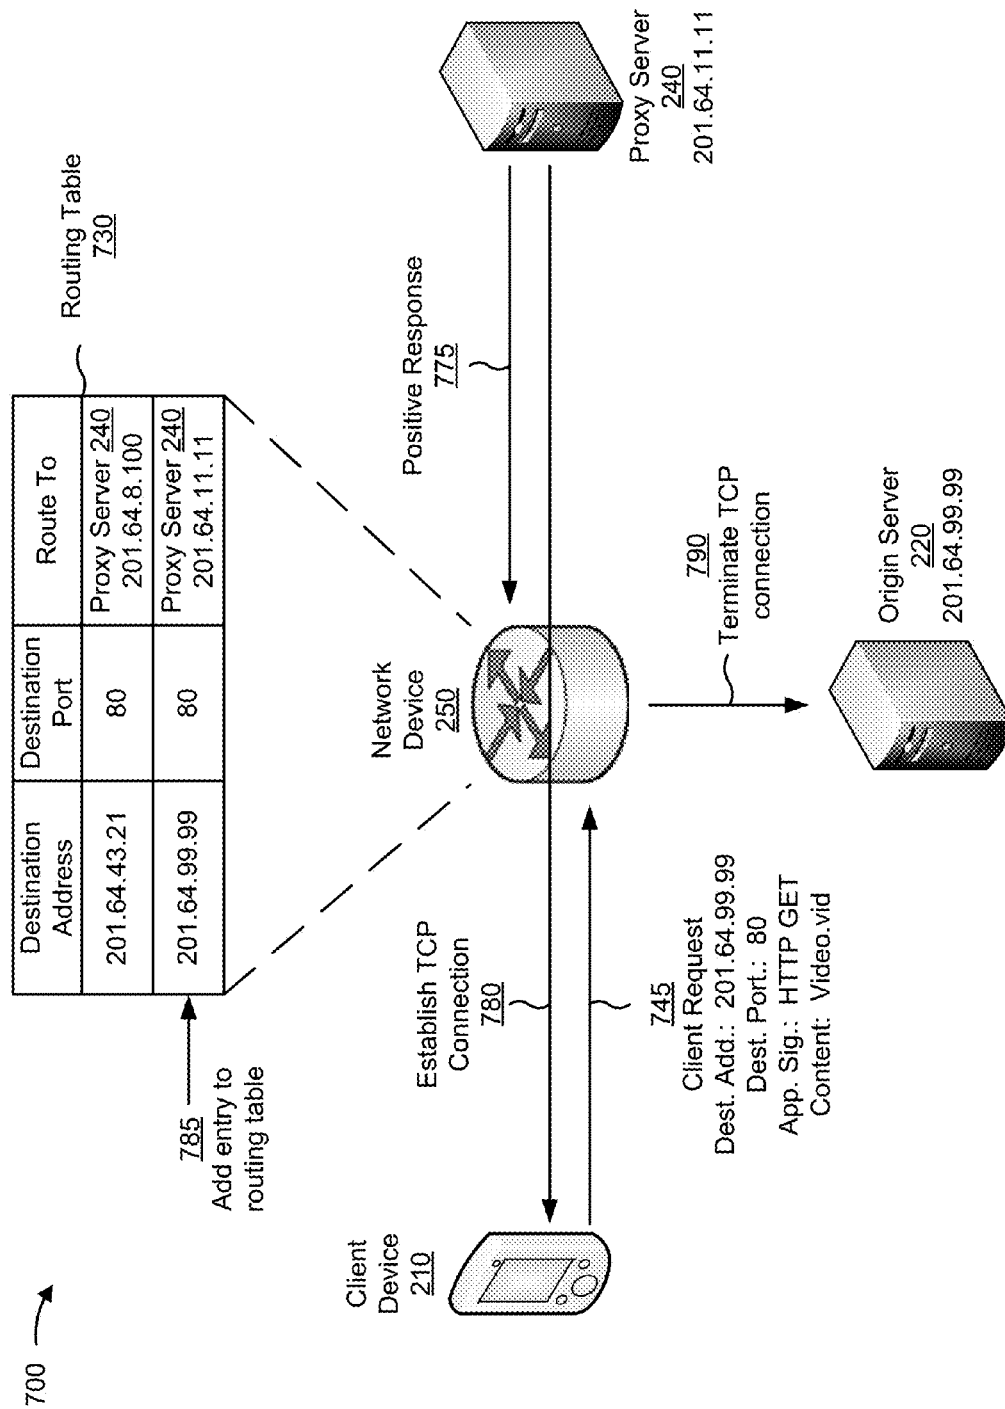 700
785
Add entry to
routing table
Destination
Address
Destination
Port
Route To
201.64.43.21
80
Proxy Server 240
201.64.8.100
201.64.99.99
80
Proxy Server 240
201.64.11.11
Routing Table
730
Client
Device
210
Establish TCP
Connection
780
Network
Device
250
Positive Response
775
Proxy Server
240
201.64.11.11
745
Client Request
Dest. Add.: 201.64.99.99
Dest. Port.: 80
App. Sig.: HTTP GET
Content: Video.vid
790
Terminate TCP
connection
Origin Server
220
201.64.99.99